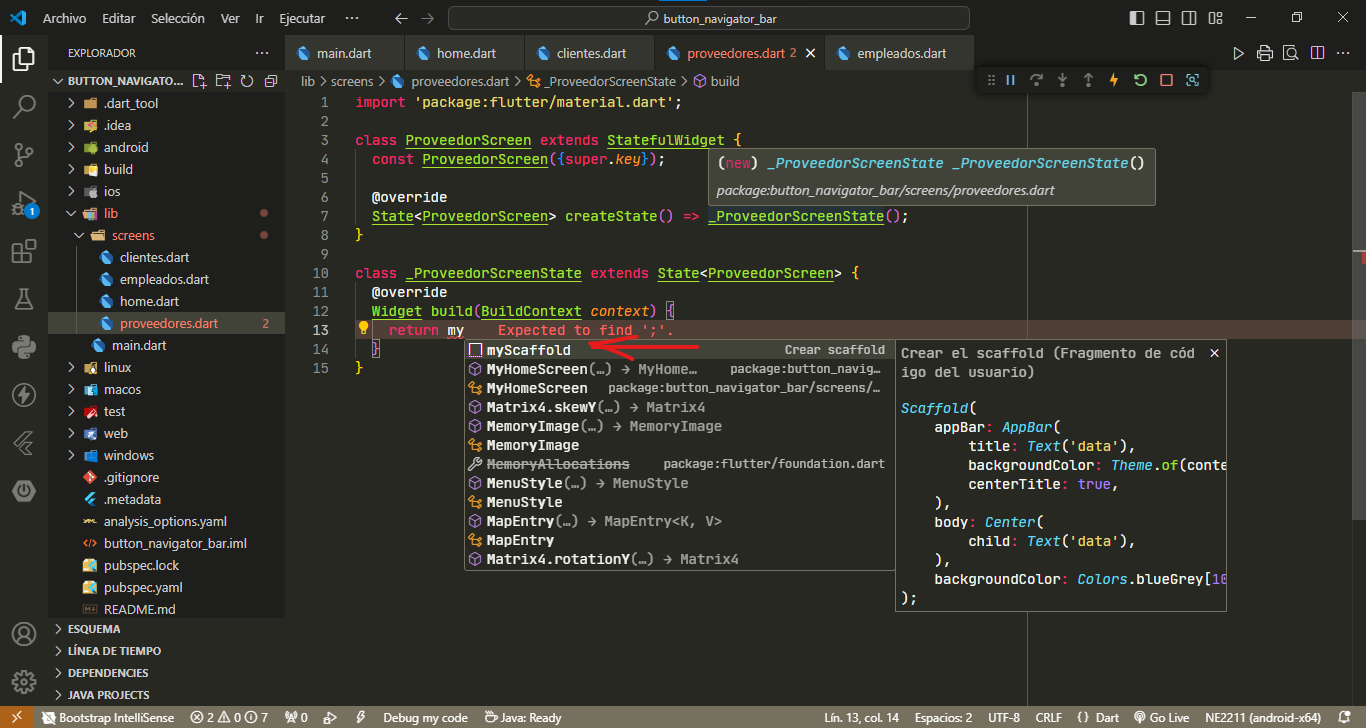 Archivo Editar Selección Ver Ir Ejecutar ··· button_navigator_bar
EXPLORADOR ···
main.dart home.dart clientes.dart proveedores.dart 2 empleados.dart
BUTTON_NAVIGATO...
lib > screens > proveedores.dart > _ProveedorScreenState > build
.dart_tool
.idea
android
build
ios
lib
screens
clientes.dart
empleados.dart
home.dart
proveedores.dart 2
main.dart
linux
macos
test
web
windows
.gitignore
.metadata
analysis_options.yaml
button_navigator_bar.iml
pubspec.lock
pubspec.yaml
README.md
ESQUEMA
LÍNEA DE TIEMPO
DEPENDENCIES
JAVA PROJECTS
1
1 import 'package:flutter/material.dart';
2
3 class ProveedorScreen extends StatefulWidget {
4 const ProveedorScreen({super.key});
5
6 @override
7 State<ProveedorScreen> createState() => _ProveedorScreenState();
8 }
9
10 class _ProveedorScreenState extends State<ProveedorScreen> {
11 @override
12 Widget build(BuildContext context) {
13 return my Expected to find ';'.
14 }
15 }
(new) _ProveedorScreenState _ProveedorScreenState()
package:button_navigator_bar/screens/proveedores.dart
myScaffold Crear scaffold
MyHomeScreen(…) → MyHome… package:button_navig…
MyHomeScreen package:button_navigator_bar/screens/…
Matrix4.skewY(…) → Matrix4
MemoryImage(…) → MemoryImage
MemoryImage
MemoryAllocations package:flutter/foundation.dart
MenuStyle(…) → MenuStyle
MenuStyle
MapEntry(…) → MapEntry<K, V>
MapEntry
Matrix4.rotationY(…) → Matrix4
Crear el scaffold (Fragmento de cód
igo del usuario)
Scaffold(
appBar: AppBar(
title: Text('data'),
backgroundColor: Theme.of(conte
centerTitle: true,
),
body: Center(
child: Text('data'),
),
backgroundColor: Colors.blueGrey[10
);
Bootstrap IntelliSense 2 0 7 0 Debug my code Java: Ready Lín. 13, col. 14 Espacios: 2 UTF-8 CRLF {} Dart Go Live NE2211 (android-x64)